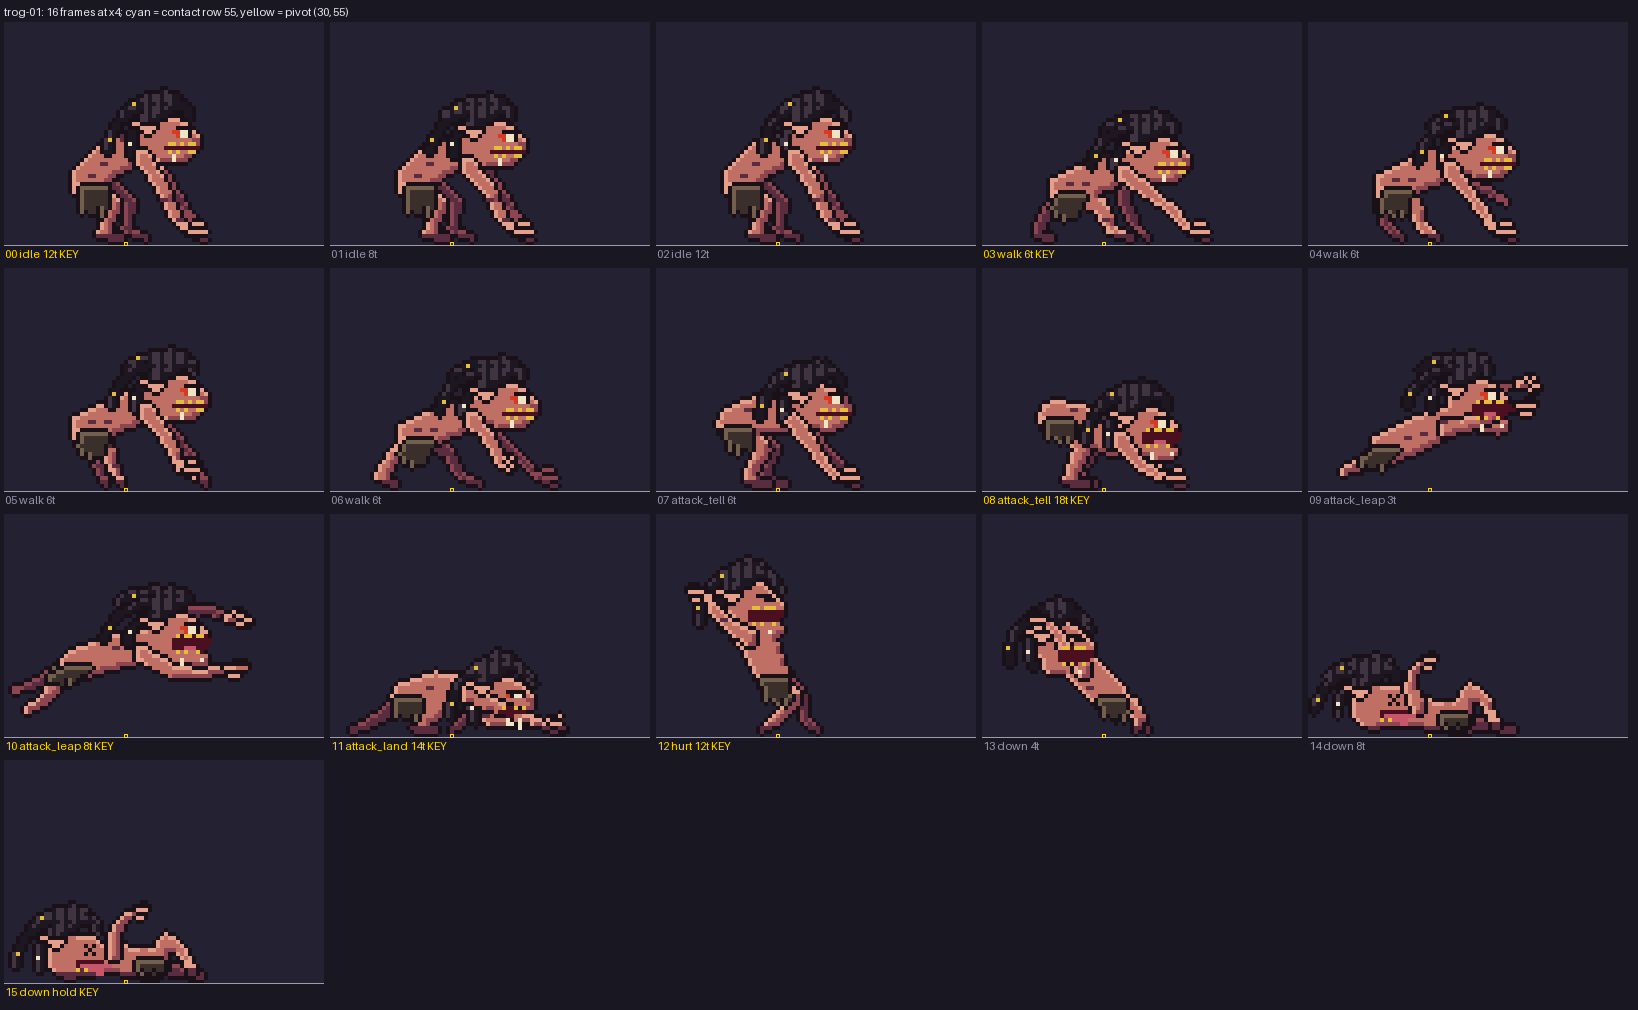 trog-01: 16 frames at x4; cyan = contact row 55, yellow = pivot (30, 55)
00 idle 12t KEY
01 idle 8t
02 idle 12t
03 walk 6t KEY
04 walk 6t
05 walk 6t
06 walk 6t
07 attack_tell 6t
08 attack_tell 18t KEY
09 attack_leap 3t
10 attack_leap 8t KEY
11 attack_land 14t KEY
12 hurt 12t KEY
13 down 4t
14 down 8t
15 down hold KEY